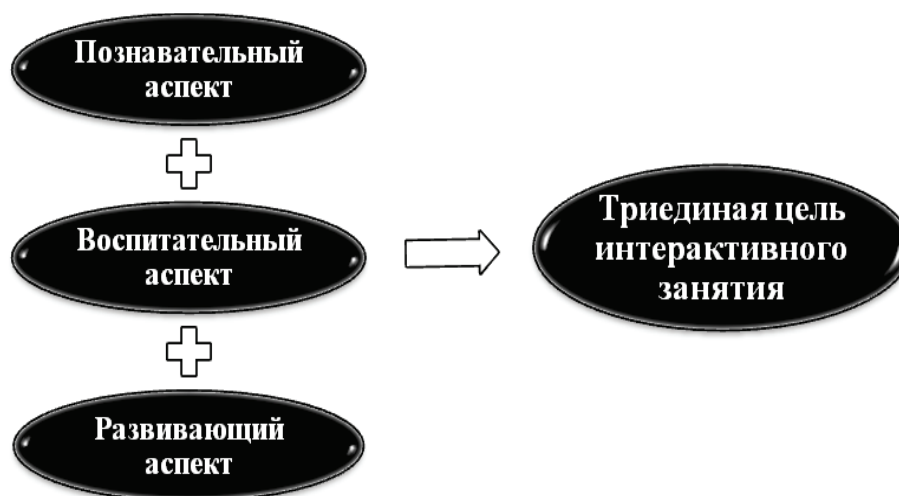 Познавательный
аспект
Воспитательный
аспект
Развивающий
аспект
Триединая цель
интерактивного
занятия